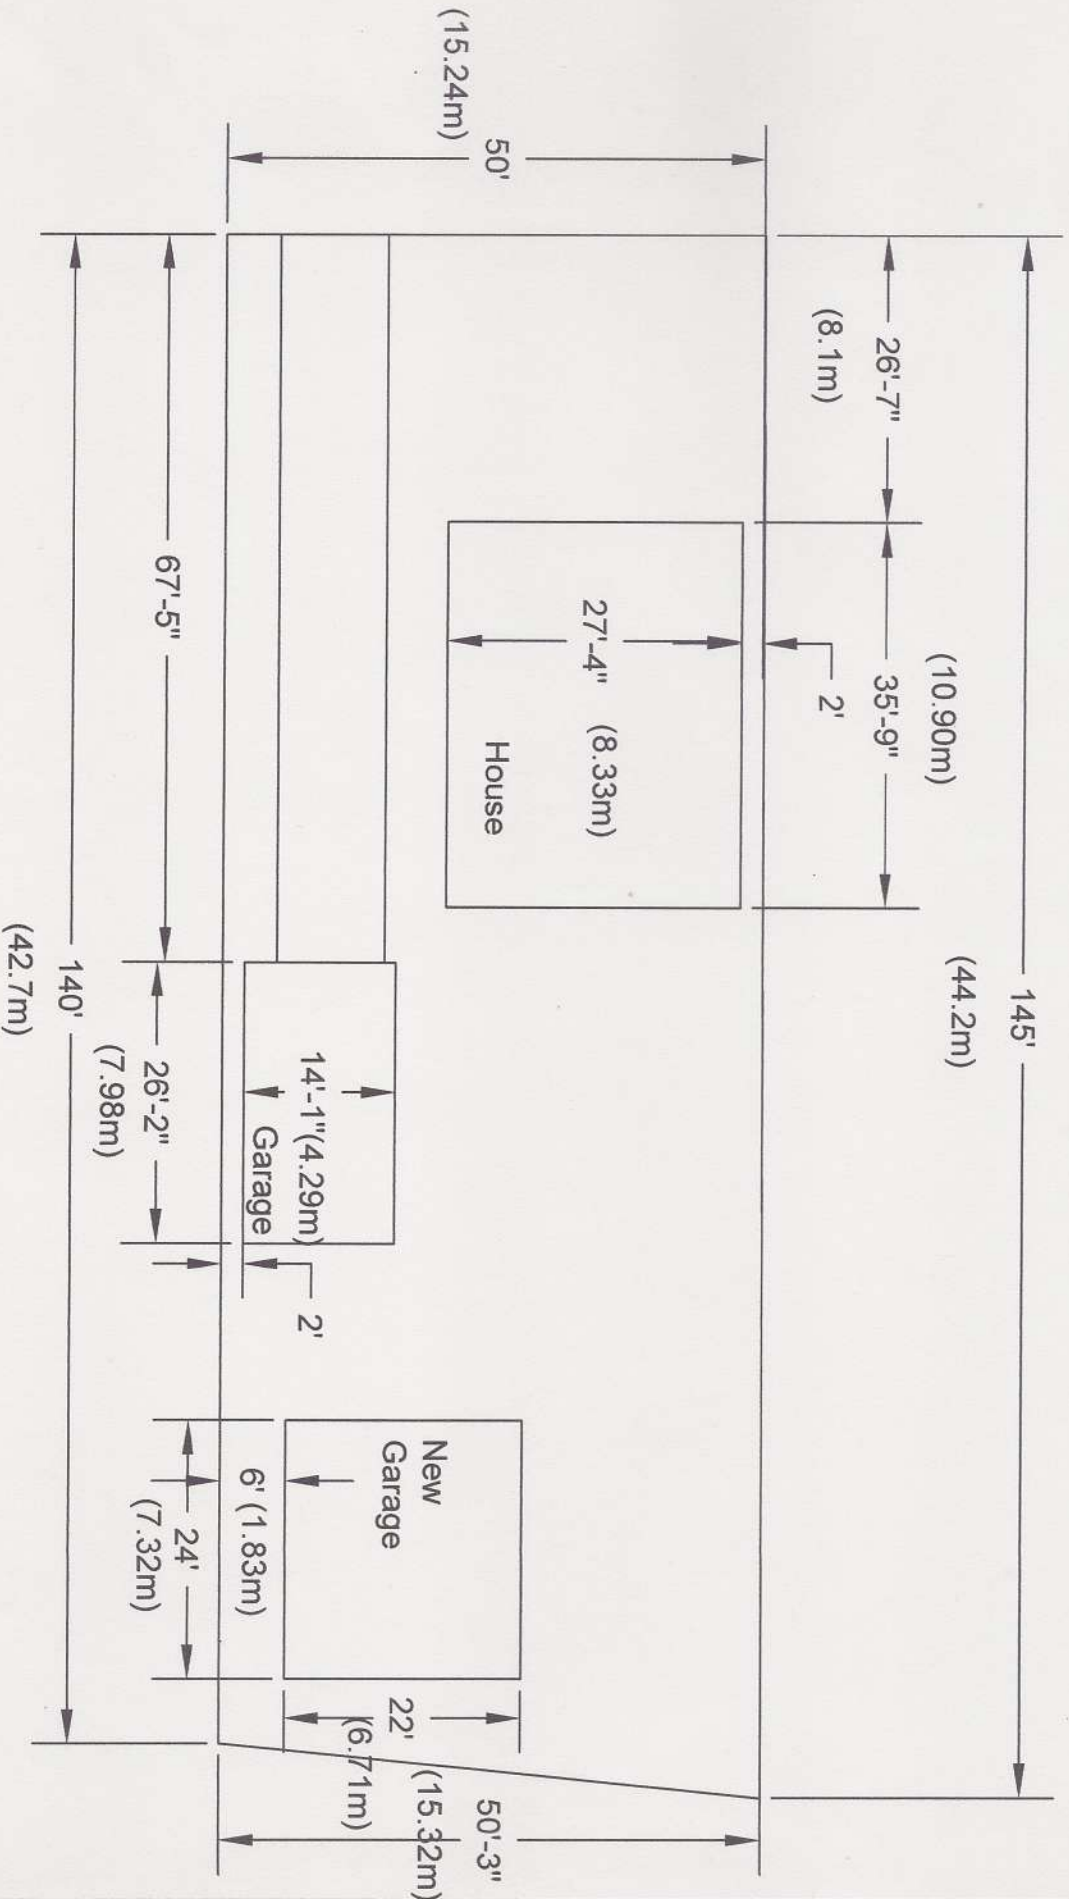 145'
(44.2m)
(10.90m)
26'-7"
35'-9"
(8.1m)
2'
50'
(15.24m)
27'-4" (8.33m)
House
New
Garage
22'
(6.71m)
50'-3"
(15.32m)
14'-1"(4.29m)
Garage
2'
6' (1.83m)
24'
(7.32m)
67'-5"
26'-2"
(7.98m)
140'
(42.7m)